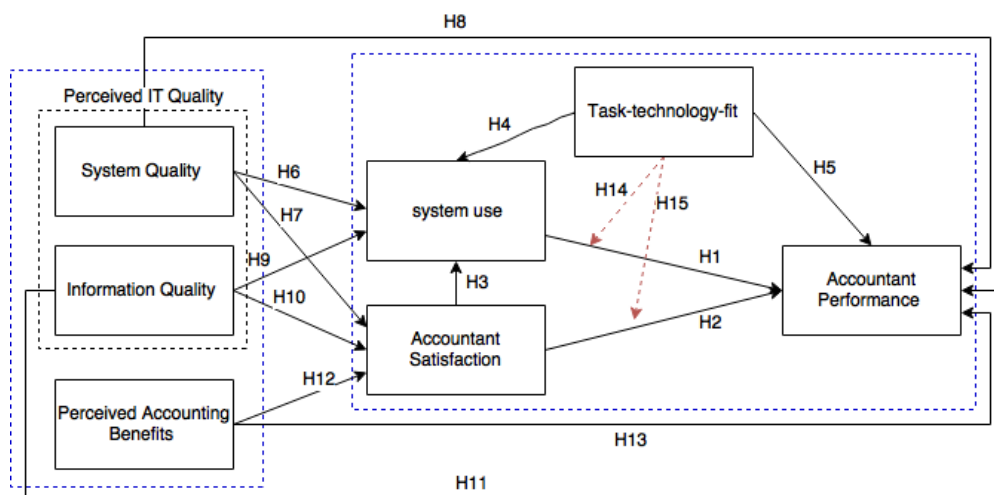 H8
Perceived IT Quality
Task-technology-fit
H4
System Quality
H6
H5
H14
H15
system use
H7
H9
H1
Information Quality
H10
H3
Accountant
Performance
Accountant
Satisfaction
H2
H12
Perceived Accounting
Benefits
H13
H11